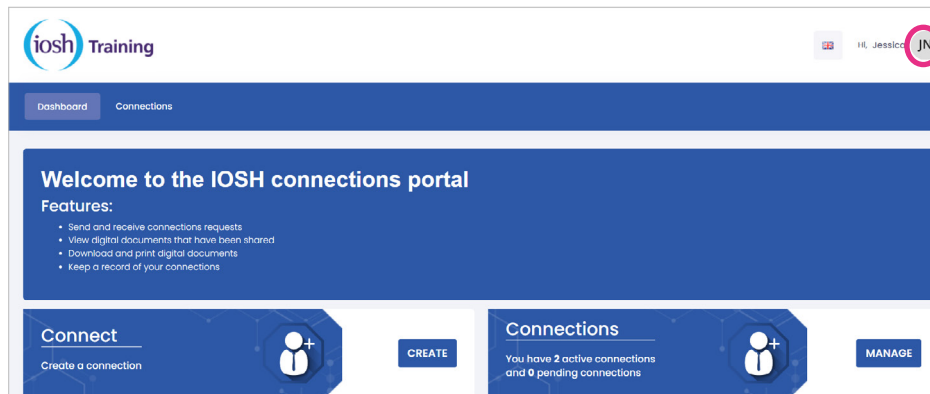 iosh Training
Hi, Jessica
JN
Dashboard Connections
Welcome to the IOSH connections portal
Features:
• Send and receive connections requests
• View digital documents that have been shared
• Download and print digital documents
• Keep a record of your connections
Connect
Create a connection
CREATE
Connections
You have 2 active connections
and 0 pending connections
MANAGE